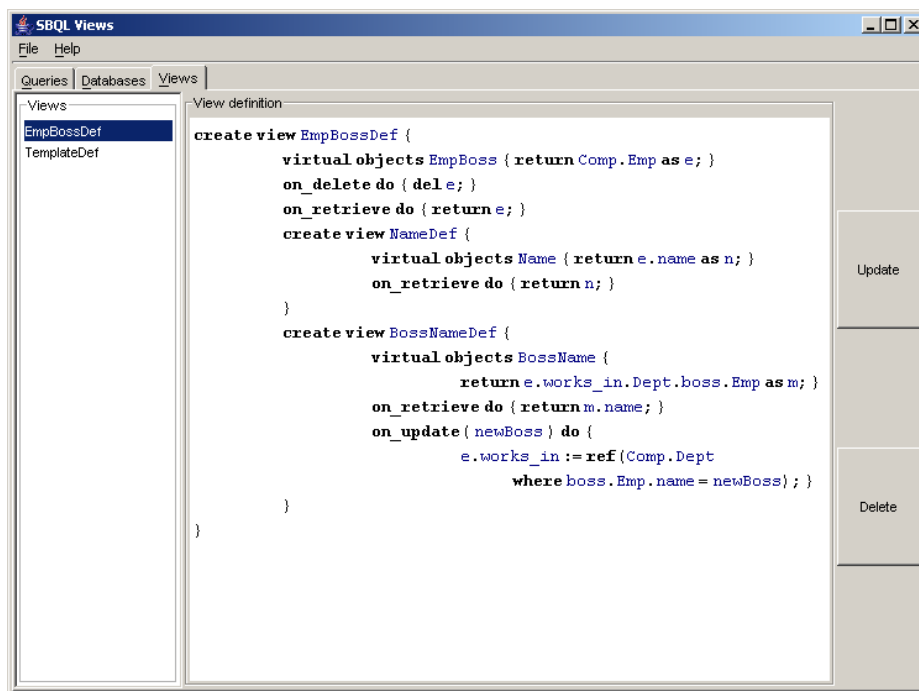 SBQL Views
File Help
Queries Databases Views
Views
EmpBossDef
TemplateDef
View definition
create view EmpBossDef {
virtual objects EmpBoss { return Comp.Emp as e; }
on_delete do { del e; }
on_retrieve do { return e; }
create view NameDef {
virtual objects Name { return e.name as n; }
on_retrieve do { return n; }
}
create view BossNameDef {
virtual objects BossName {
return e.works_in.Dept.boss.Emp as m; }
on_retrieve do { return m.name; }
on_update( newBoss ) do {
e.works_in := ref (Comp.Dept
where boss.Emp.name = newBoss) ; }
}
}
Update
Delete